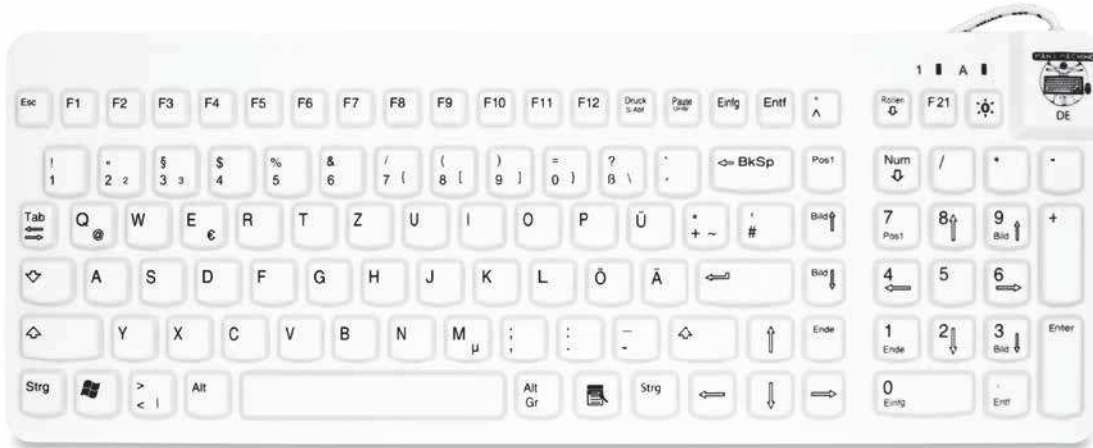 1 A
MAN & MACHINE
DE
Esc F1 F2 F3 F4 F5 F6 F7 F8 F9 F10 F11 F12 Druck S-Abf Pause Einfg Entf ° ^ Rollen F21
! 1 " 2 ² § 3 ³ $ 4 % 5 & 6 / 7 { ( 8 [ ) 9 ] = 0 } ? ß \ BkSp Pos1 Num / * -
Tab Q @ W E € R T Z U I O P Ü * + ~ ' # Bild 7 Pos1 8 9 Bild +
A S D F G H J K L Ö Ä Bild 4 5 6
Y X C V B N M µ ; , : . _ - Ende 1 Ende 2 3 Bild Enter
Strg > < | Alt Alt Gr Strg 0 Einfg Entf